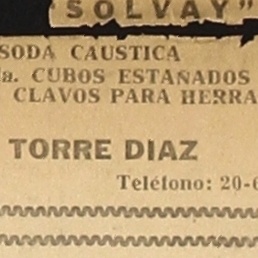 "SOLVAY"
SODA CAUSTICA
a. CUBOS ESTAÑADOS
CLAVOS PARA HERRA
TORRE DIAZ
Teléfono: 20-6